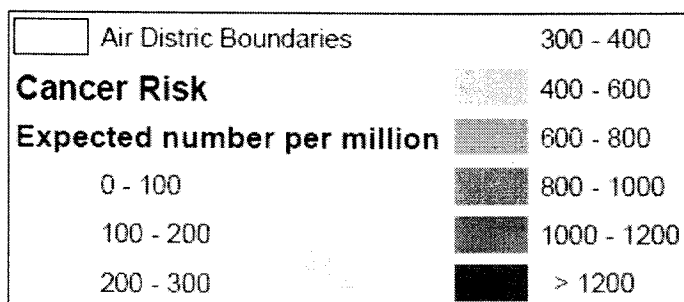 Air Distric Boundaries
Cancer Risk
Expected number per million
0 - 100
100 - 200
200 - 300
300 - 400
400 - 600
600 - 800
800 - 1000
1000 - 1200
> 1200